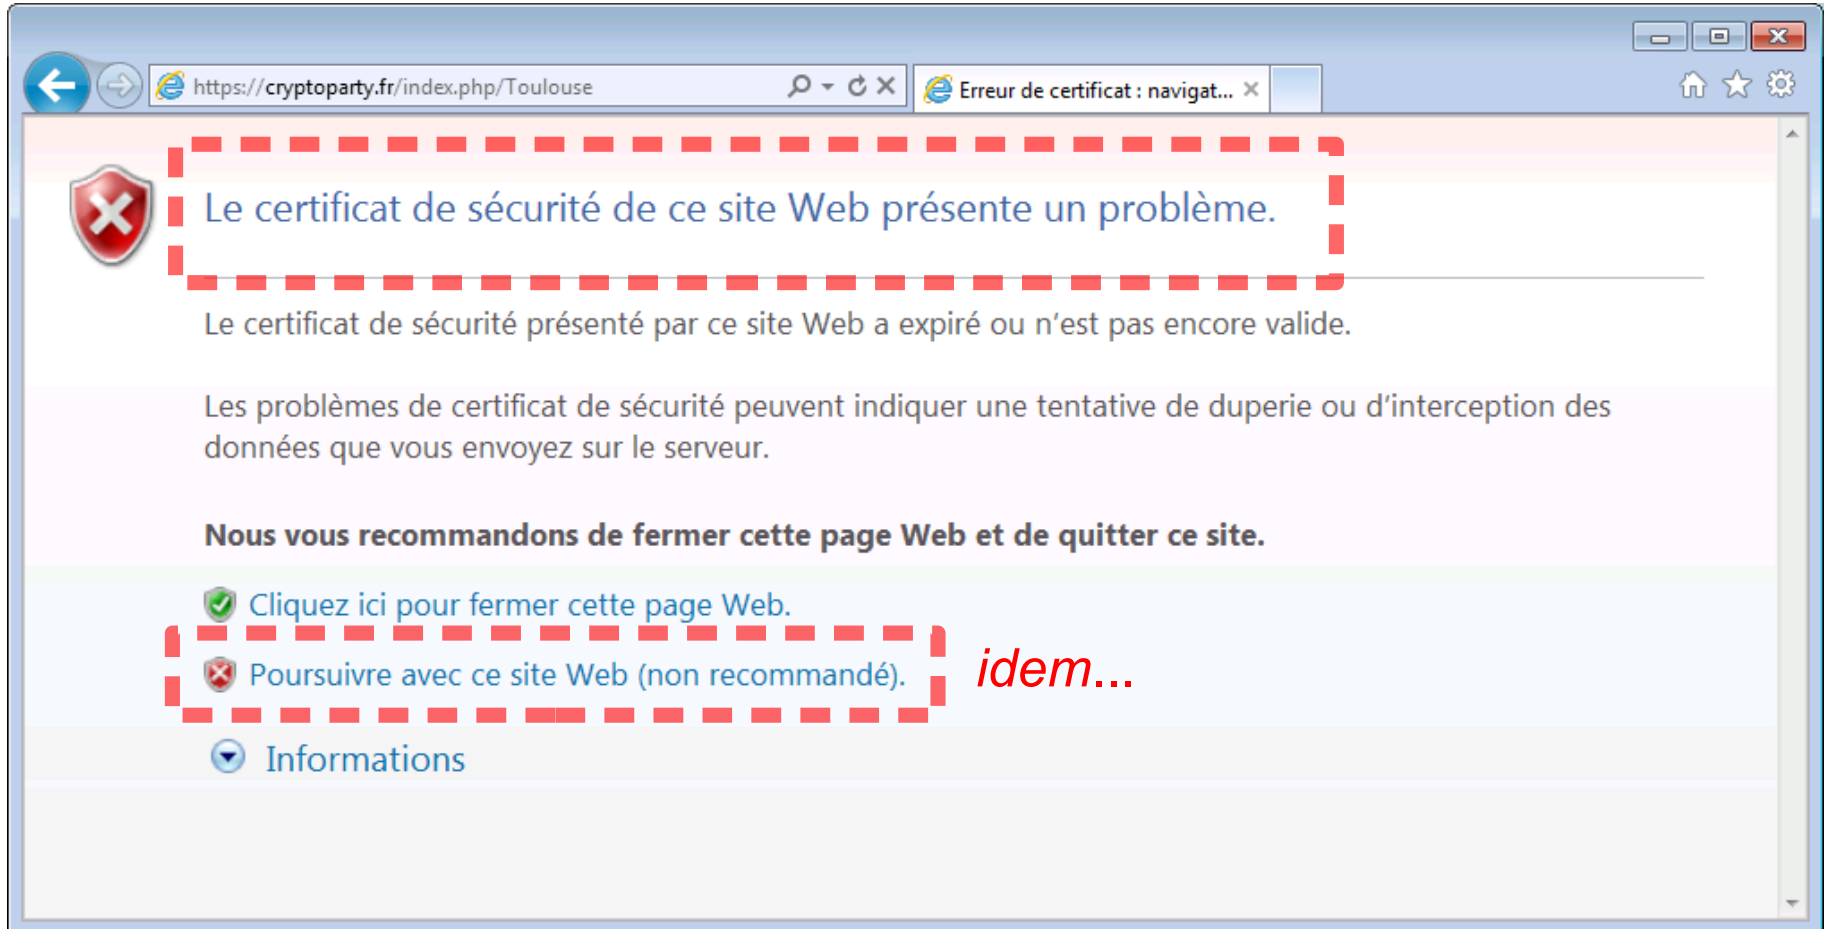 https://cryptoparty.fr/index.php/Toulouse
Erreur de certificat : navigat...
Le certificat de sécurité de ce site Web présente un problème.
Le certificat de sécurité présenté par ce site Web a expiré ou n'est pas encore valide.
Les problèmes de certificat de sécurité peuvent indiquer une tentative de duperie ou d'interception des
données que vous envoyez sur le serveur.
Nous vous recommandons de fermer cette page Web et de quitter ce site.
Cliquez ici pour fermer cette page Web.
Poursuivre avec ce site Web (non recommandé).
idem...
Informations